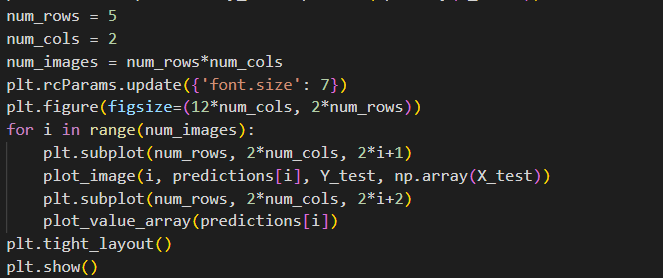 num_rows = 5
num_cols = 2
num_images = num_rows*num_cols
plt.rcParams.update({'font.size': 7})
plt.figure(figsize=(12*num_cols, 2*num_rows))
for i in range(num_images):
    plt.subplot(num_rows, 2*num_cols, 2*i+1)
    plot_image(i, predictions[i], Y_test, np.array(X_test))
    plt.subplot(num_rows, 2*num_cols, 2*i+2)
    plot_value_array(predictions[i])
plt.tight_layout()
plt.show()